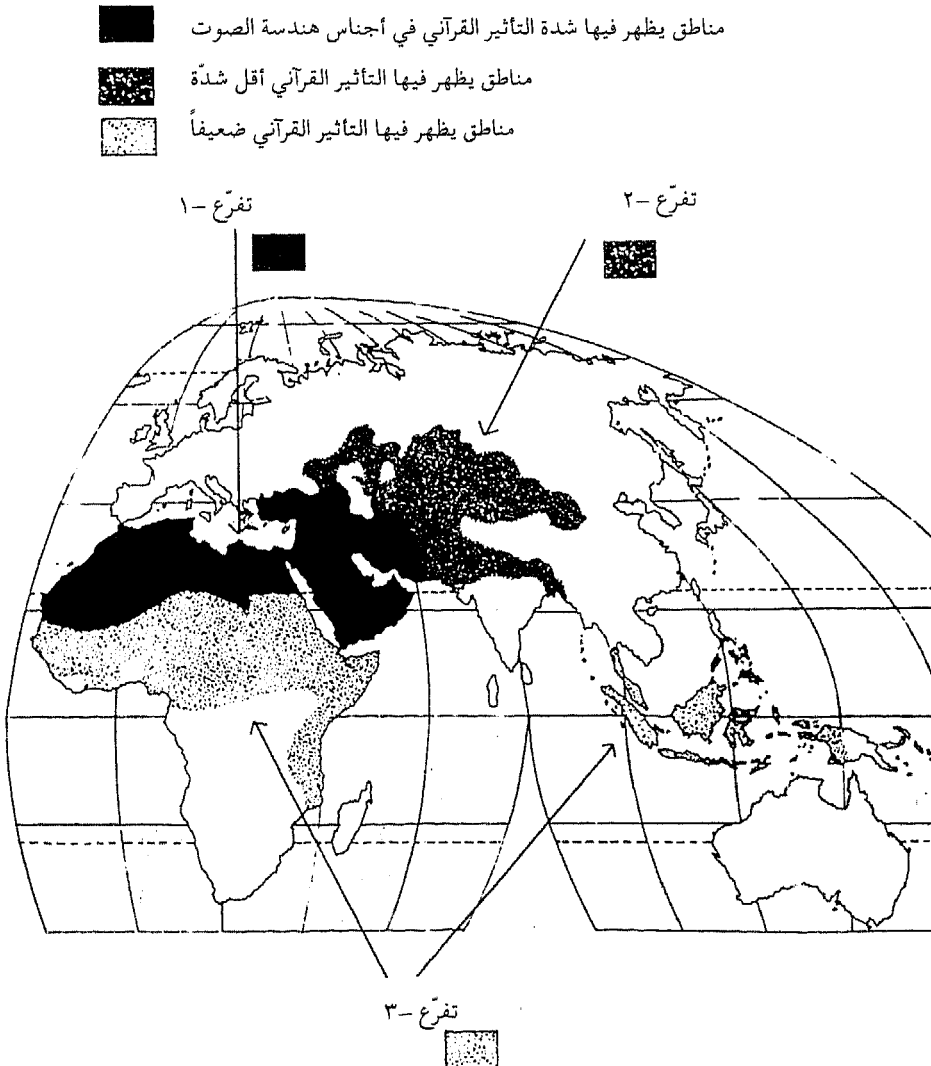 مناطق يظهر فيها شدة التأثير القرآني في أجناس هندسة الصوت
مناطق يظهر فيها التأثير القرآني أقل شدّة
مناطق يظهر فيها التأثير القرآني ضعيفاً
تفرّع -٢
تفرّع -١
تفرّع -٣